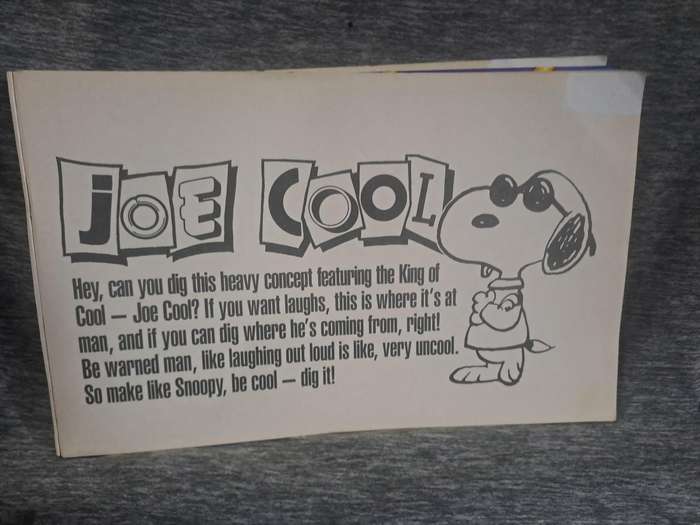 JOE COOL
Hey, can you dig this heavy concept featuring the King of
Cool — Joe Cool? If you want laughs, this is where it's at
man, and if you can dig where he's coming from, right!
Be warned man, like laughing out loud is like, very uncool.
So make like Snoopy, be cool — dig it!